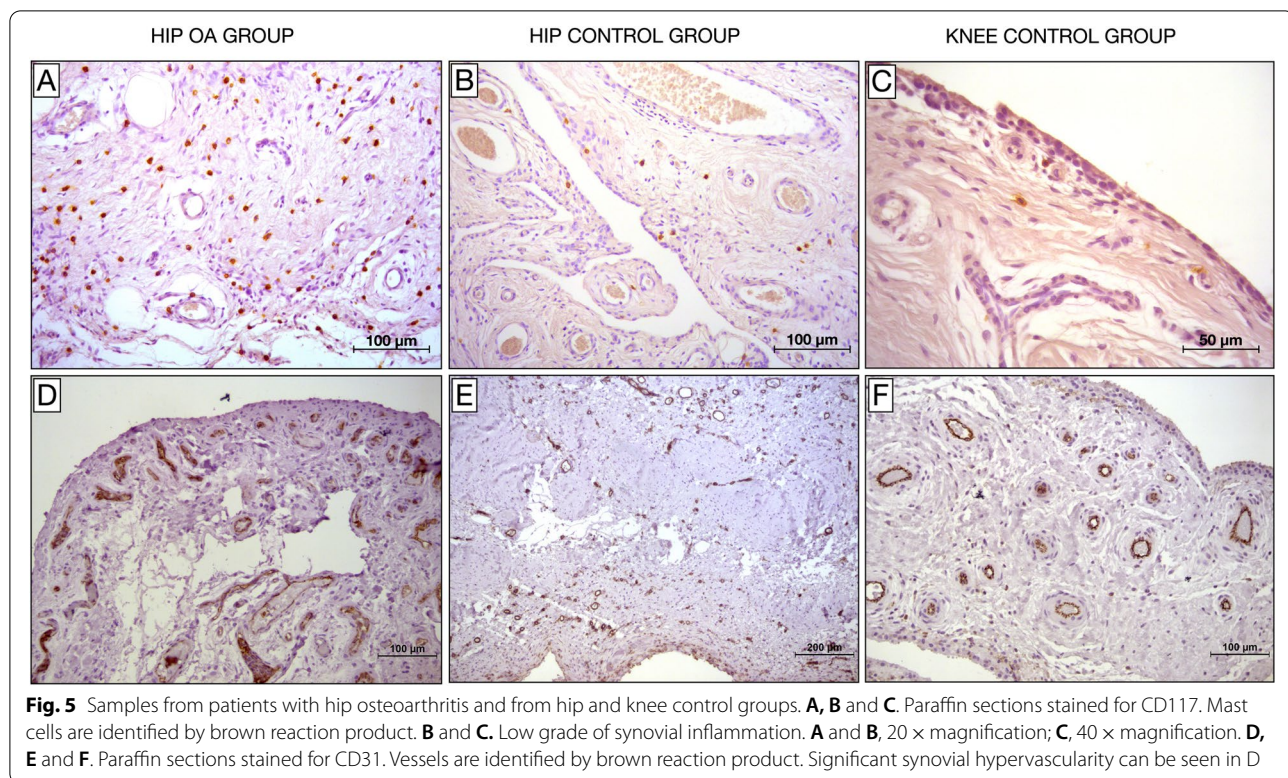 HIP OA GROUP HIP CONTROL GROUP KNEE CONTROL GROUP
A B C
100 µm 100 µm 50 µm
D E F
100 µm 200 µm 100 µm
Fig. 5 Samples from patients with hip osteoarthritis and from hip and knee control groups. A, B and C. Paraffin sections stained for CD117. Mast
cells are identified by brown reaction product. B and C. Low grade of synovial inflammation. A and B, 20 × magnification; C, 40 × magnification. D,
E and F. Paraffin sections stained for CD31. Vessels are identified by brown reaction product. Significant synovial hypervascularity can be seen in D